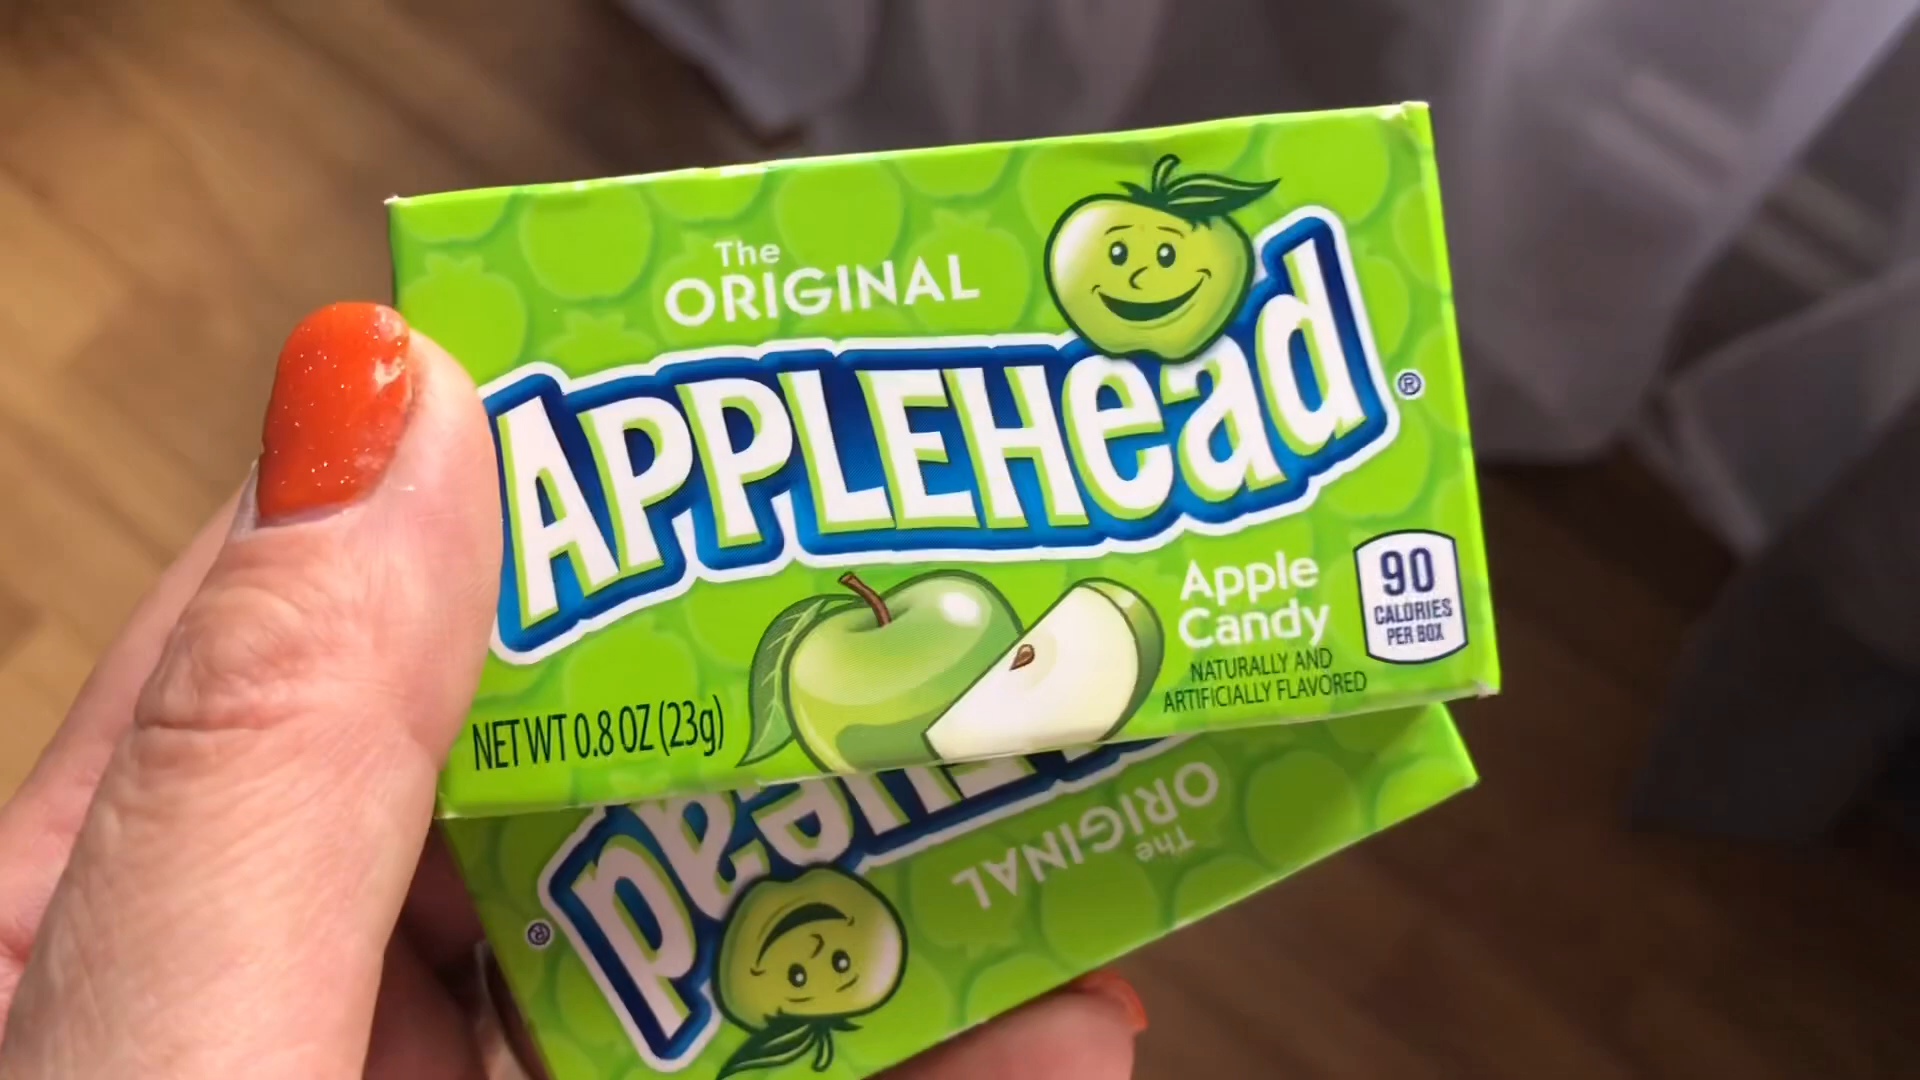 The
ORIGINAL
APPLEHead®
Apple
Candy
90
CALORIES
PER BOX
NATURALLY AND
ARTIFICIALLY FLAVORED
NET WT 0.8 OZ (23g)
The
ORIGINAL
®